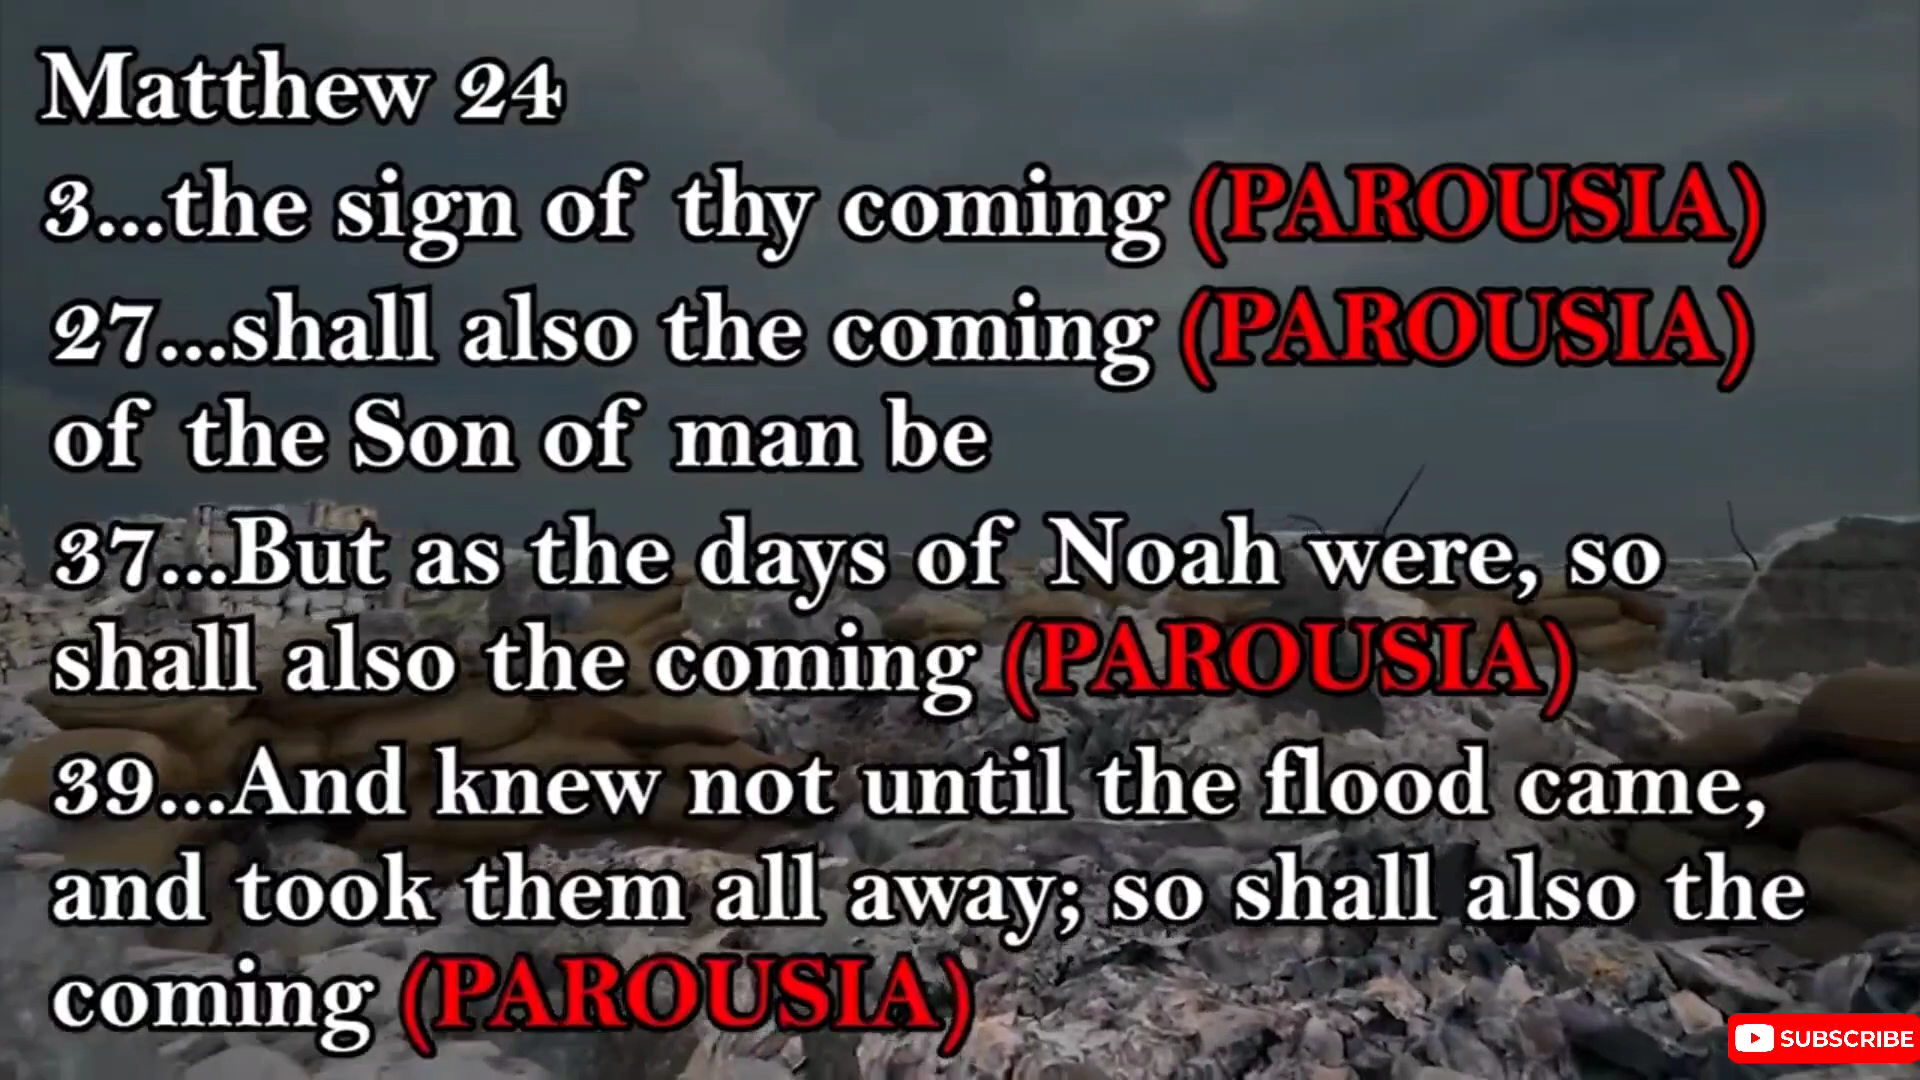 Matthew 24
3...the sign of thy coming (PAROUSIA)
27...shall also the coming (PAROUSIA)
of the Son of man be
37...But as the days of Noah were, so
shall also the coming (PAROUSIA)
39...And knew not until the flood came,
and took them all away; so shall also the
coming (PAROUSIA)
SUBSCRIBE